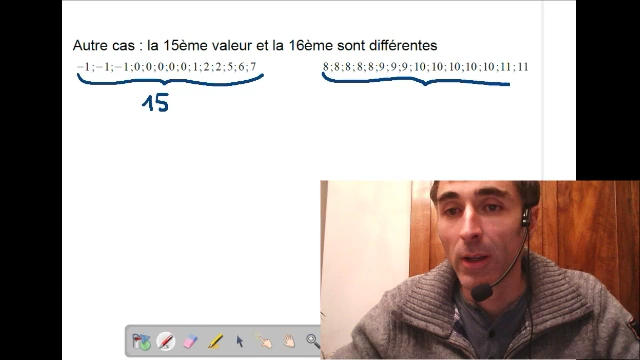 Autre cas : la 15ème valeur et la 16ème sont différentes
−1;−1;−1;0;0;0;0;0;1;2;2;5;6;7 8;8;8;8;8;9;9;9;10;10;10;10;10;11;11
15